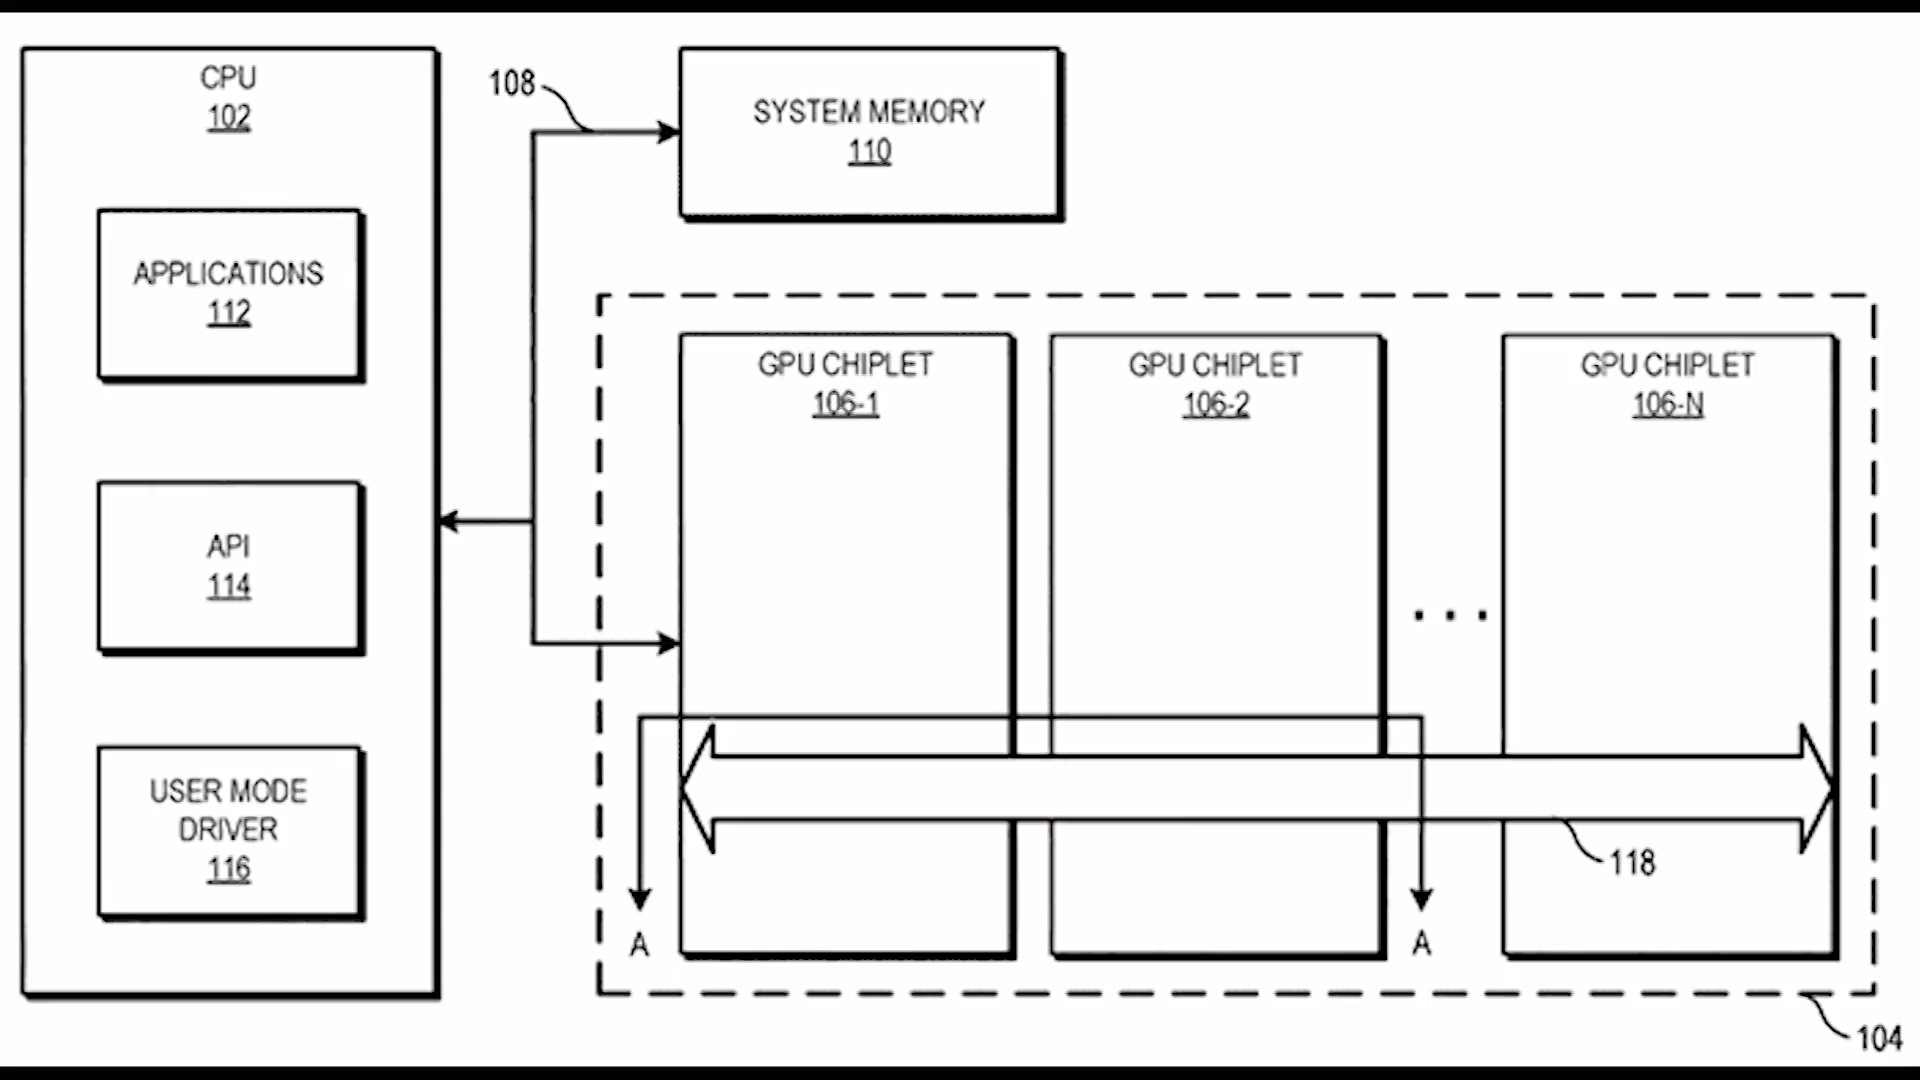 CPU
102
APPLICATIONS
112
API
114
USER MODE
DRIVER
116
108
SYSTEM MEMORY
110
GPU CHIPLET
106-1
GPU CHIPLET
106-2
...
GPU CHIPLET
106-N
118
A
A
104